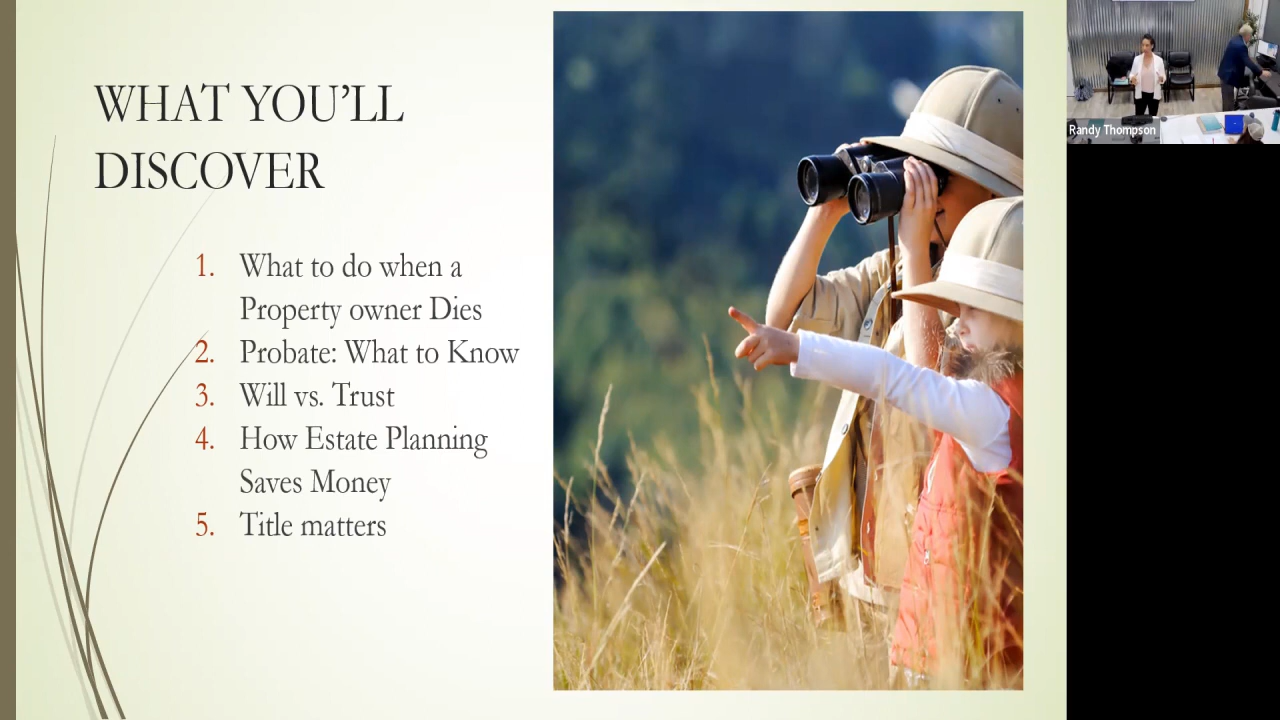 WHAT YOU'LL
DISCOVER
1. What to do when a
Property owner Dies
2. Probate: What to Know
3. Will vs. Trust
4. How Estate Planning
Saves Money
5. Title matters
Randy Thompson